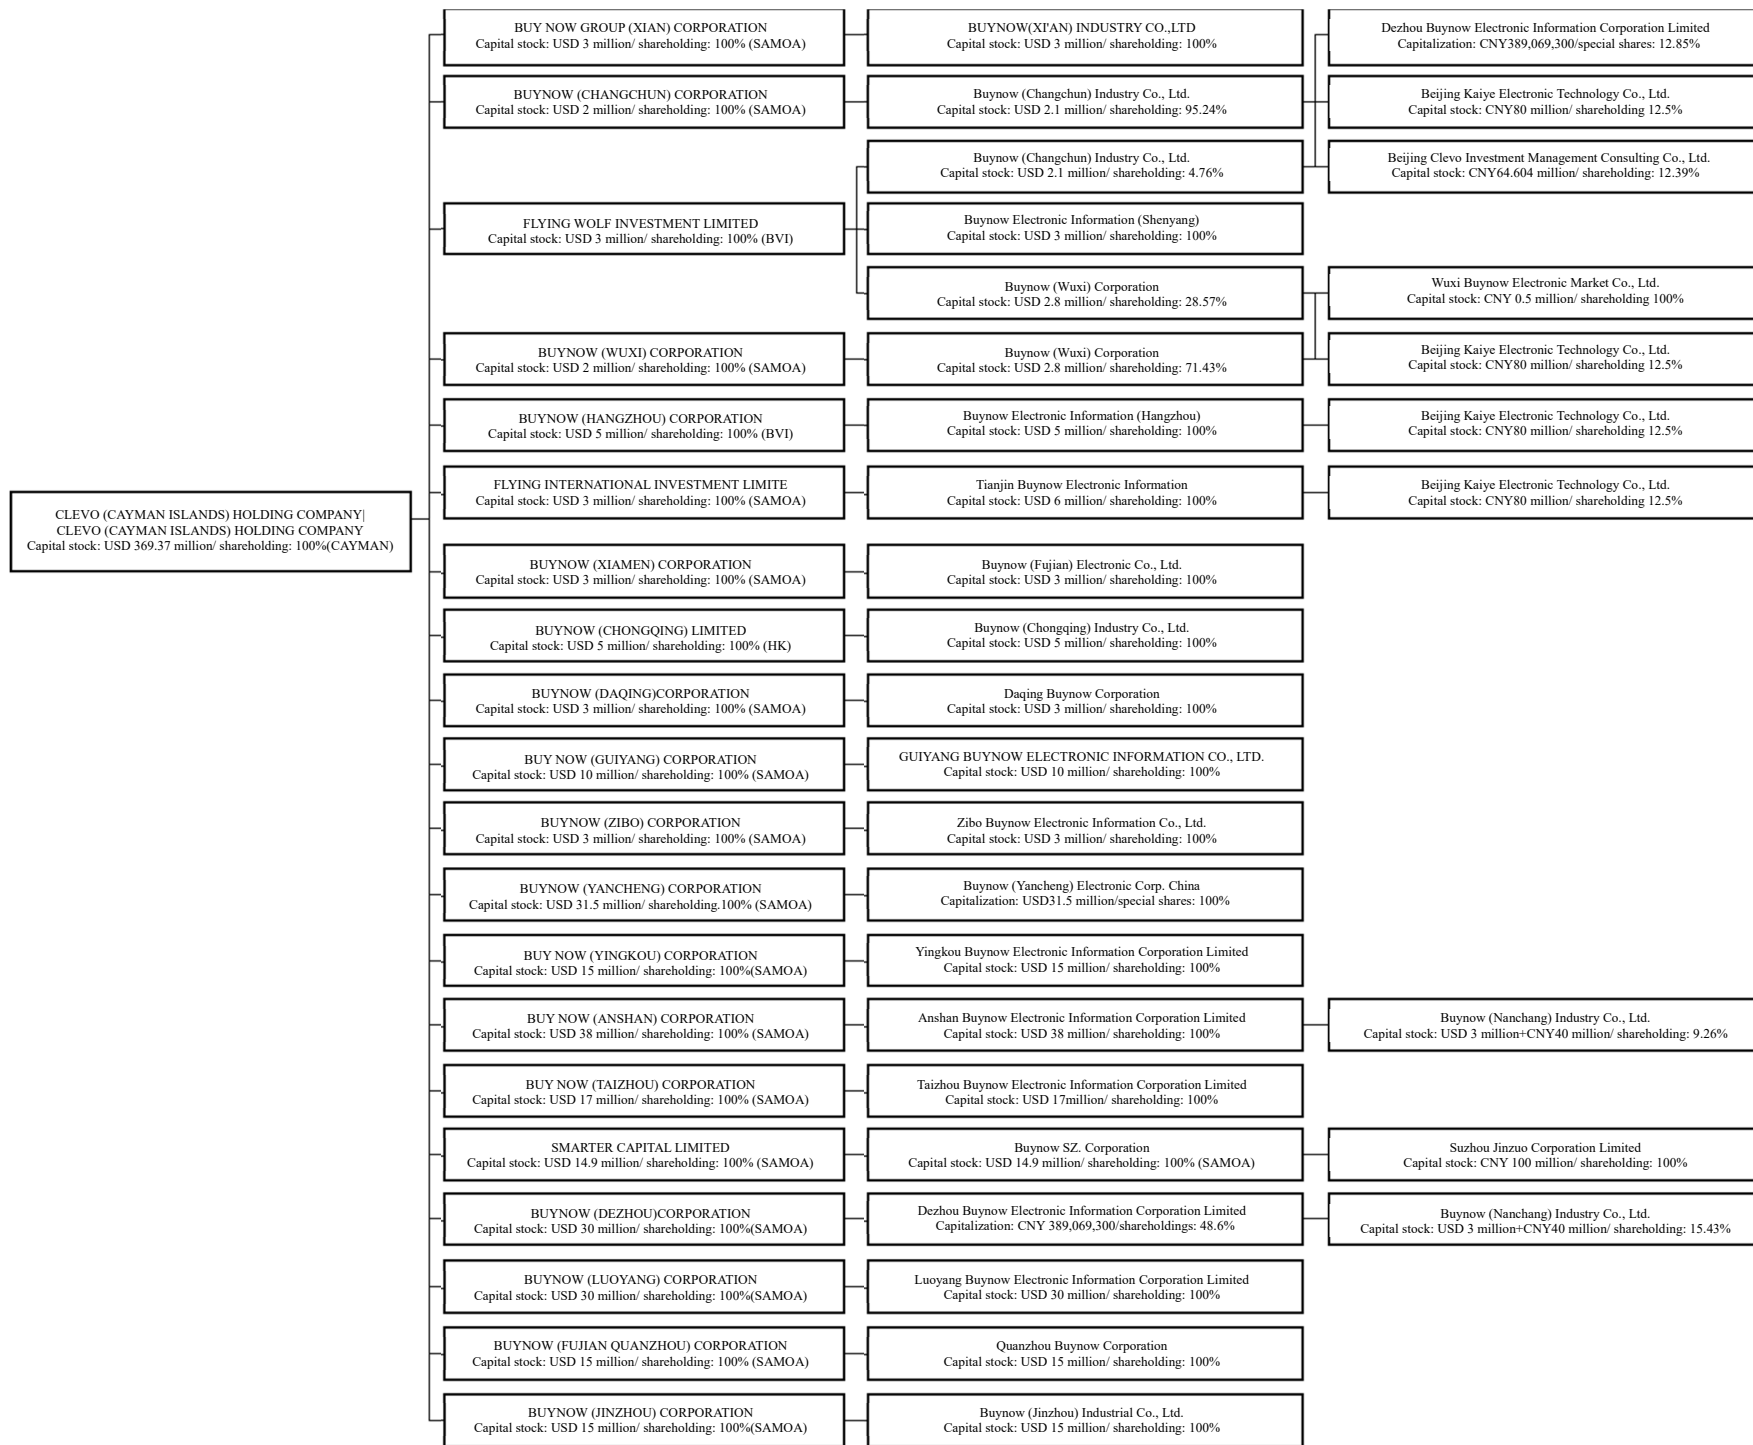 BUY NOW GROUP (XIAN) CORPORATION
Capital stock: USD 3 million/ shareholding: 100% (SAMOA)
BUYNOW(XI'AN) INDUSTRY CO.,LTD
Capital stock: USD 3 million/ shareholding: 100%
Dezhou Buynow Electronic Information Corporation Limited
Capitalization: CNY389,069,300/special shares: 12.85%
BUYNOW (CHANGCHUN) CORPORATION
Capital stock: USD 2 million/ shareholding: 100% (SAMOA)
Buynow (Changchun) Industry Co., Ltd.
Capital stock: USD 2.1 million/ shareholding: 95.24%
Beijing Kaiye Electronic Technology Co., Ltd.
Capital stock: CNY80 million/ shareholding 12.5%
Buynow (Changchun) Industry Co., Ltd.
Capital stock: USD 2.1 million/ shareholding: 4.76%
Beijing Clevo Investment Management Consulting Co., Ltd.
Capital stock: CNY64.604 million/ shareholding: 12.39%
FLYING WOLF INVESTMENT LIMITED
Capital stock: USD 3 million/ shareholding: 100% (BVI)
Buynow Electronic Information (Shenyang)
Capital stock: USD 3 million/ shareholding: 100%
Buynow (Wuxi) Corporation
Capital stock: USD 2.8 million/ shareholding: 28.57%
Wuxi Buynow Electronic Market Co., Ltd.
Capital stock: CNY 0.5 million/ shareholding 100%
BUYNOW (WUXI) CORPORATION
Capital stock: USD 2 million/ shareholding: 100% (SAMOA)
Buynow (Wuxi) Corporation
Capital stock: USD 2.8 million/ shareholding: 71.43%
Beijing Kaiye Electronic Technology Co., Ltd.
Capital stock: CNY80 million/ shareholding 12.5%
BUYNOW (HANGZHOU) CORPORATION
Capital stock: USD 5 million/ shareholding: 100% (BVI)
Buynow Electronic Information (Hangzhou)
Capital stock: USD 5 million/ shareholding: 100%
Beijing Kaiye Electronic Technology Co., Ltd.
Capital stock: CNY80 million/ shareholding 12.5%
FLYING INTERNATIONAL INVESTMENT LIMITE
Capital stock: USD 3 million/ shareholding: 100% (SAMOA)
Tianjin Buynow Electronic Information
Capital stock: USD 6 million/ shareholding: 100%
Beijing Kaiye Electronic Technology Co., Ltd.
Capital stock: CNY80 million/ shareholding 12.5%
CLEVO (CAYMAN ISLANDS) HOLDING COMPANY|
CLEVO (CAYMAN ISLANDS) HOLDING COMPANY
Capital stock: USD 369.37 million/ shareholding: 100%(CAYMAN)
BUYNOW (XIAMEN) CORPORATION
Capital stock: USD 3 million/ shareholding: 100% (SAMOA)
Buynow (Fujian) Electronic Co., Ltd.
Capital stock: USD 3 million/ shareholding: 100%
BUYNOW (CHONGQING) LIMITED
Capital stock: USD 5 million/ shareholding: 100% (HK)
Buynow (Chongqing) Industry Co., Ltd.
Capital stock: USD 5 million/ shareholding: 100%
BUYNOW (DAQING)CORPORATION
Capital stock: USD 3 million/ shareholding: 100% (SAMOA)
Daqing Buynow Corporation
Capital stock: USD 3 million/ shareholding: 100%
BUY NOW (GUIYANG) CORPORATION
Capital stock: USD 10 million/ shareholding: 100% (SAMOA)
GUIYANG BUYNOW ELECTRONIC INFORMATION CO., LTD.
Capital stock: USD 10 million/ shareholding: 100%
BUYNOW (ZIBO) CORPORATION
Capital stock: USD 3 million/ shareholding: 100% (SAMOA)
Zibo Buynow Electronic Information Co., Ltd.
Capital stock: USD 3 million/ shareholding: 100%
BUYNOW (YANCHENG) CORPORATION
Capital stock: USD 31.5 million/ shareholding.100% (SAMOA)
Buynow (Yancheng) Electronic Corp. China
Capitalization: USD31.5 million/special shares: 100%
BUY NOW (YINGKOU) CORPORATION
Capital stock: USD 15 million/ shareholding: 100%(SAMOA)
Yingkou Buynow Electronic Information Corporation Limited
Capital stock: USD 15 million/ shareholding: 100%
BUY NOW (ANSHAN) CORPORATION
Capital stock: USD 38 million/ shareholding: 100% (SAMOA)
Anshan Buynow Electronic Information Corporation Limited
Capital stock: USD 38 million/ shareholding: 100%
Buynow (Nanchang) Industry Co., Ltd.
Capital stock: USD 3 million+CNY40 million/ shareholding: 9.26%
BUY NOW (TAIZHOU) CORPORATION
Capital stock: USD 17 million/ shareholding: 100% (SAMOA)
Taizhou Buynow Electronic Information Corporation Limited
Capital stock: USD 17million/ shareholding: 100%
SMARTER CAPITAL LIMITED
Capital stock: USD 14.9 million/ shareholding: 100% (SAMOA)
Buynow SZ. Corporation
Capital stock: USD 14.9 million/ shareholding: 100% (SAMOA)
Suzhou Jinzuo Corporation Limited
Capital stock: CNY 100 million/ shareholding: 100%
BUYNOW (DEZHOU)CORPORATION
Capital stock: USD 30 million/ shareholding: 100%(SAMOA)
Dezhou Buynow Electronic Information Corporation Limited
Capitalization: CNY 389,069,300/shareholdings: 48.6%
Buynow (Nanchang) Industry Co., Ltd.
Capital stock: USD 3 million+CNY40 million/ shareholding: 15.43%
BUYNOW (LUOYANG) CORPORATION
Capital stock: USD 30 million/ shareholding: 100%(SAMOA)
Luoyang Buynow Electronic Information Corporation Limited
Capital stock: USD 30 million/ shareholding: 100%
BUYNOW (FUJIAN QUANZHOU) CORPORATION
Capital stock: USD 15 million/ shareholding: 100% (SAMOA)
Quanzhou Buynow Corporation
Capital stock: USD 15 million/ shareholding: 100%
BUYNOW (JINZHOU) CORPORATION
Capital stock: USD 15 million/ shareholding: 100%(SAMOA)
Buynow (Jinzhou) Industrial Co., Ltd.
Capital stock: USD 15 million/ shareholding: 100%